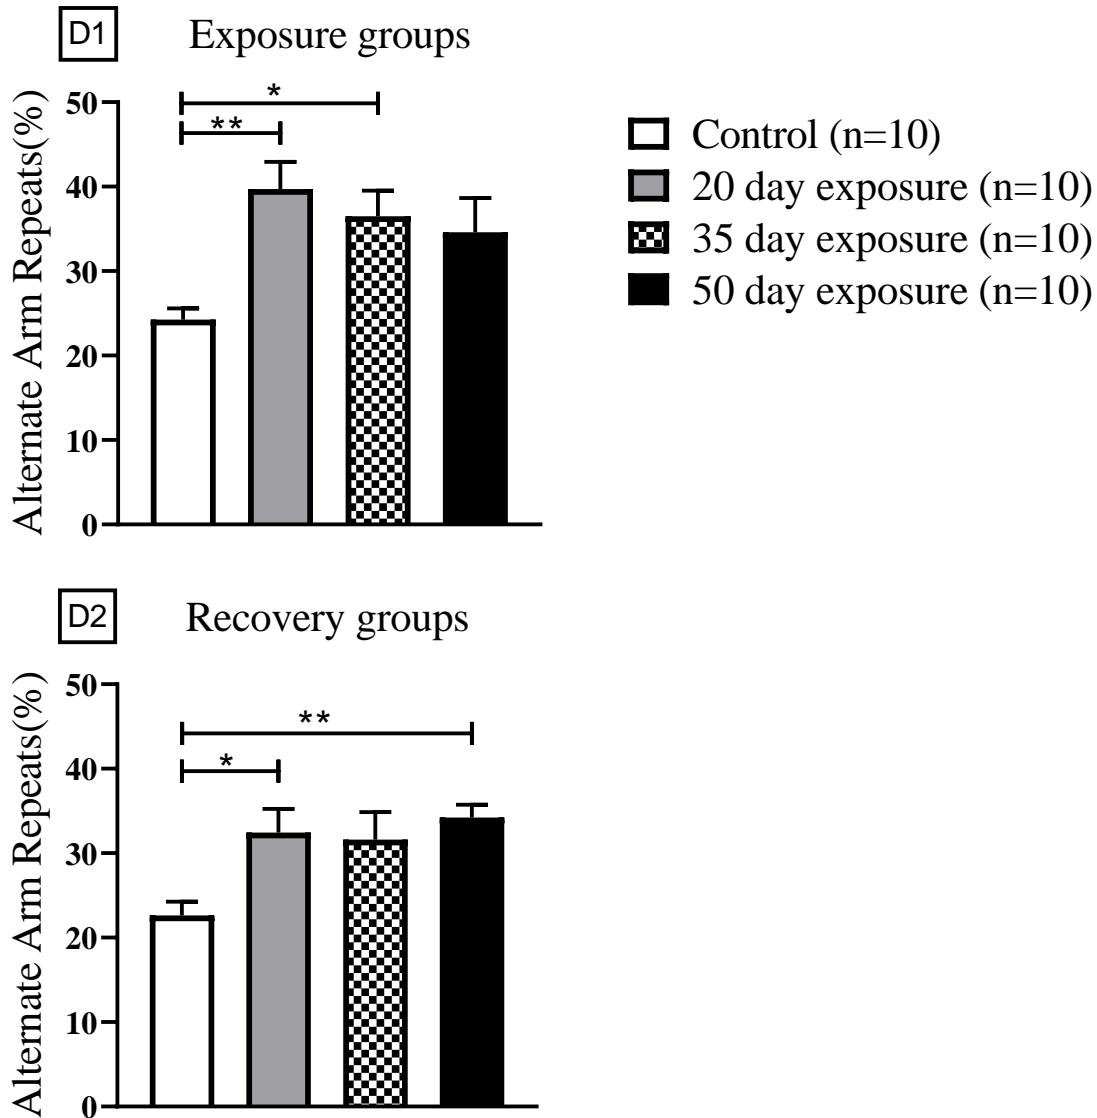 D1 Exposure groups
Alternate Arm Repeats(%)
50
40
30
20
10
0
*
**
Control (n=10)
20 day exposure (n=10)
35 day exposure (n=10)
50 day exposure (n=10)
D2 Recovery groups
Alternate Arm Repeats(%)
50
40
30
20
10
0
**
*